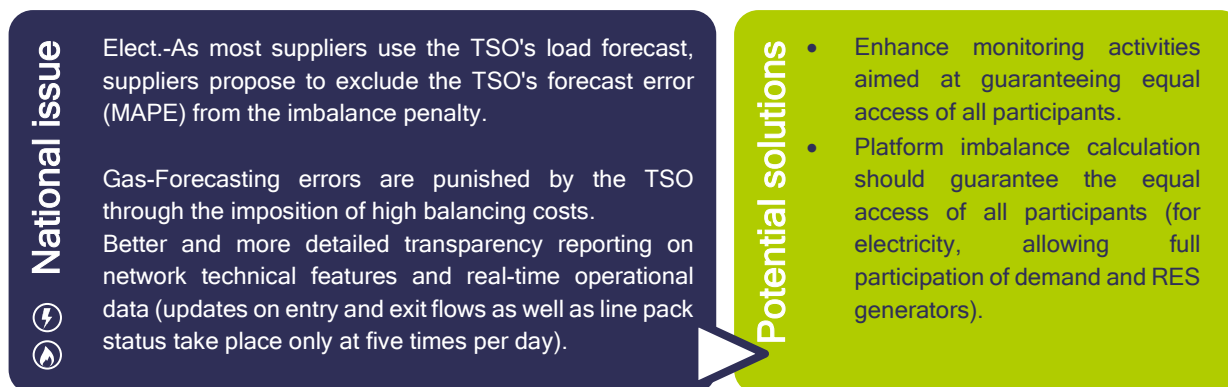 National issue
Elect.-As most suppliers use the TSO's load forecast,
suppliers propose to exclude the TSO's forecast error
(MAPE) from the imbalance penalty.
Gas-Forecasting errors are punished by the TSO
through the imposition of high balancing costs.
Better and more detailed transparency reporting on
network technical features and real-time operational
data (updates on entry and exit flows as well as line pack
status take place only at five times per day).
Potential solutions
• Enhance monitoring activities
aimed at guaranteeing equal
access of all participants.
• Platform imbalance calculation
should guarantee the equal
access of all participants (for
electricity, allowing full
participation of demand and RES
generators).